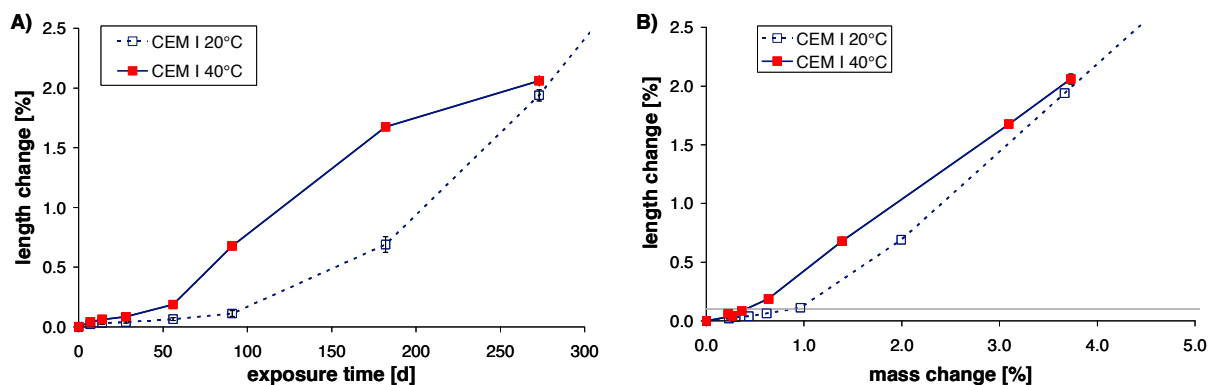 A)
CEM I 20°C
CEM I 40°C
length change [%]
2.5
2.0
1.5
1.0
0.5
0.0
0 50 100 150 200 250 300
exposure time [d]
B)
CEM I 20°C
CEM I 40°C
length change [%]
2.5
2.0
1.5
1.0
0.5
0.0
0.0 1.0 2.0 3.0 4.0 5.0
mass change [%]